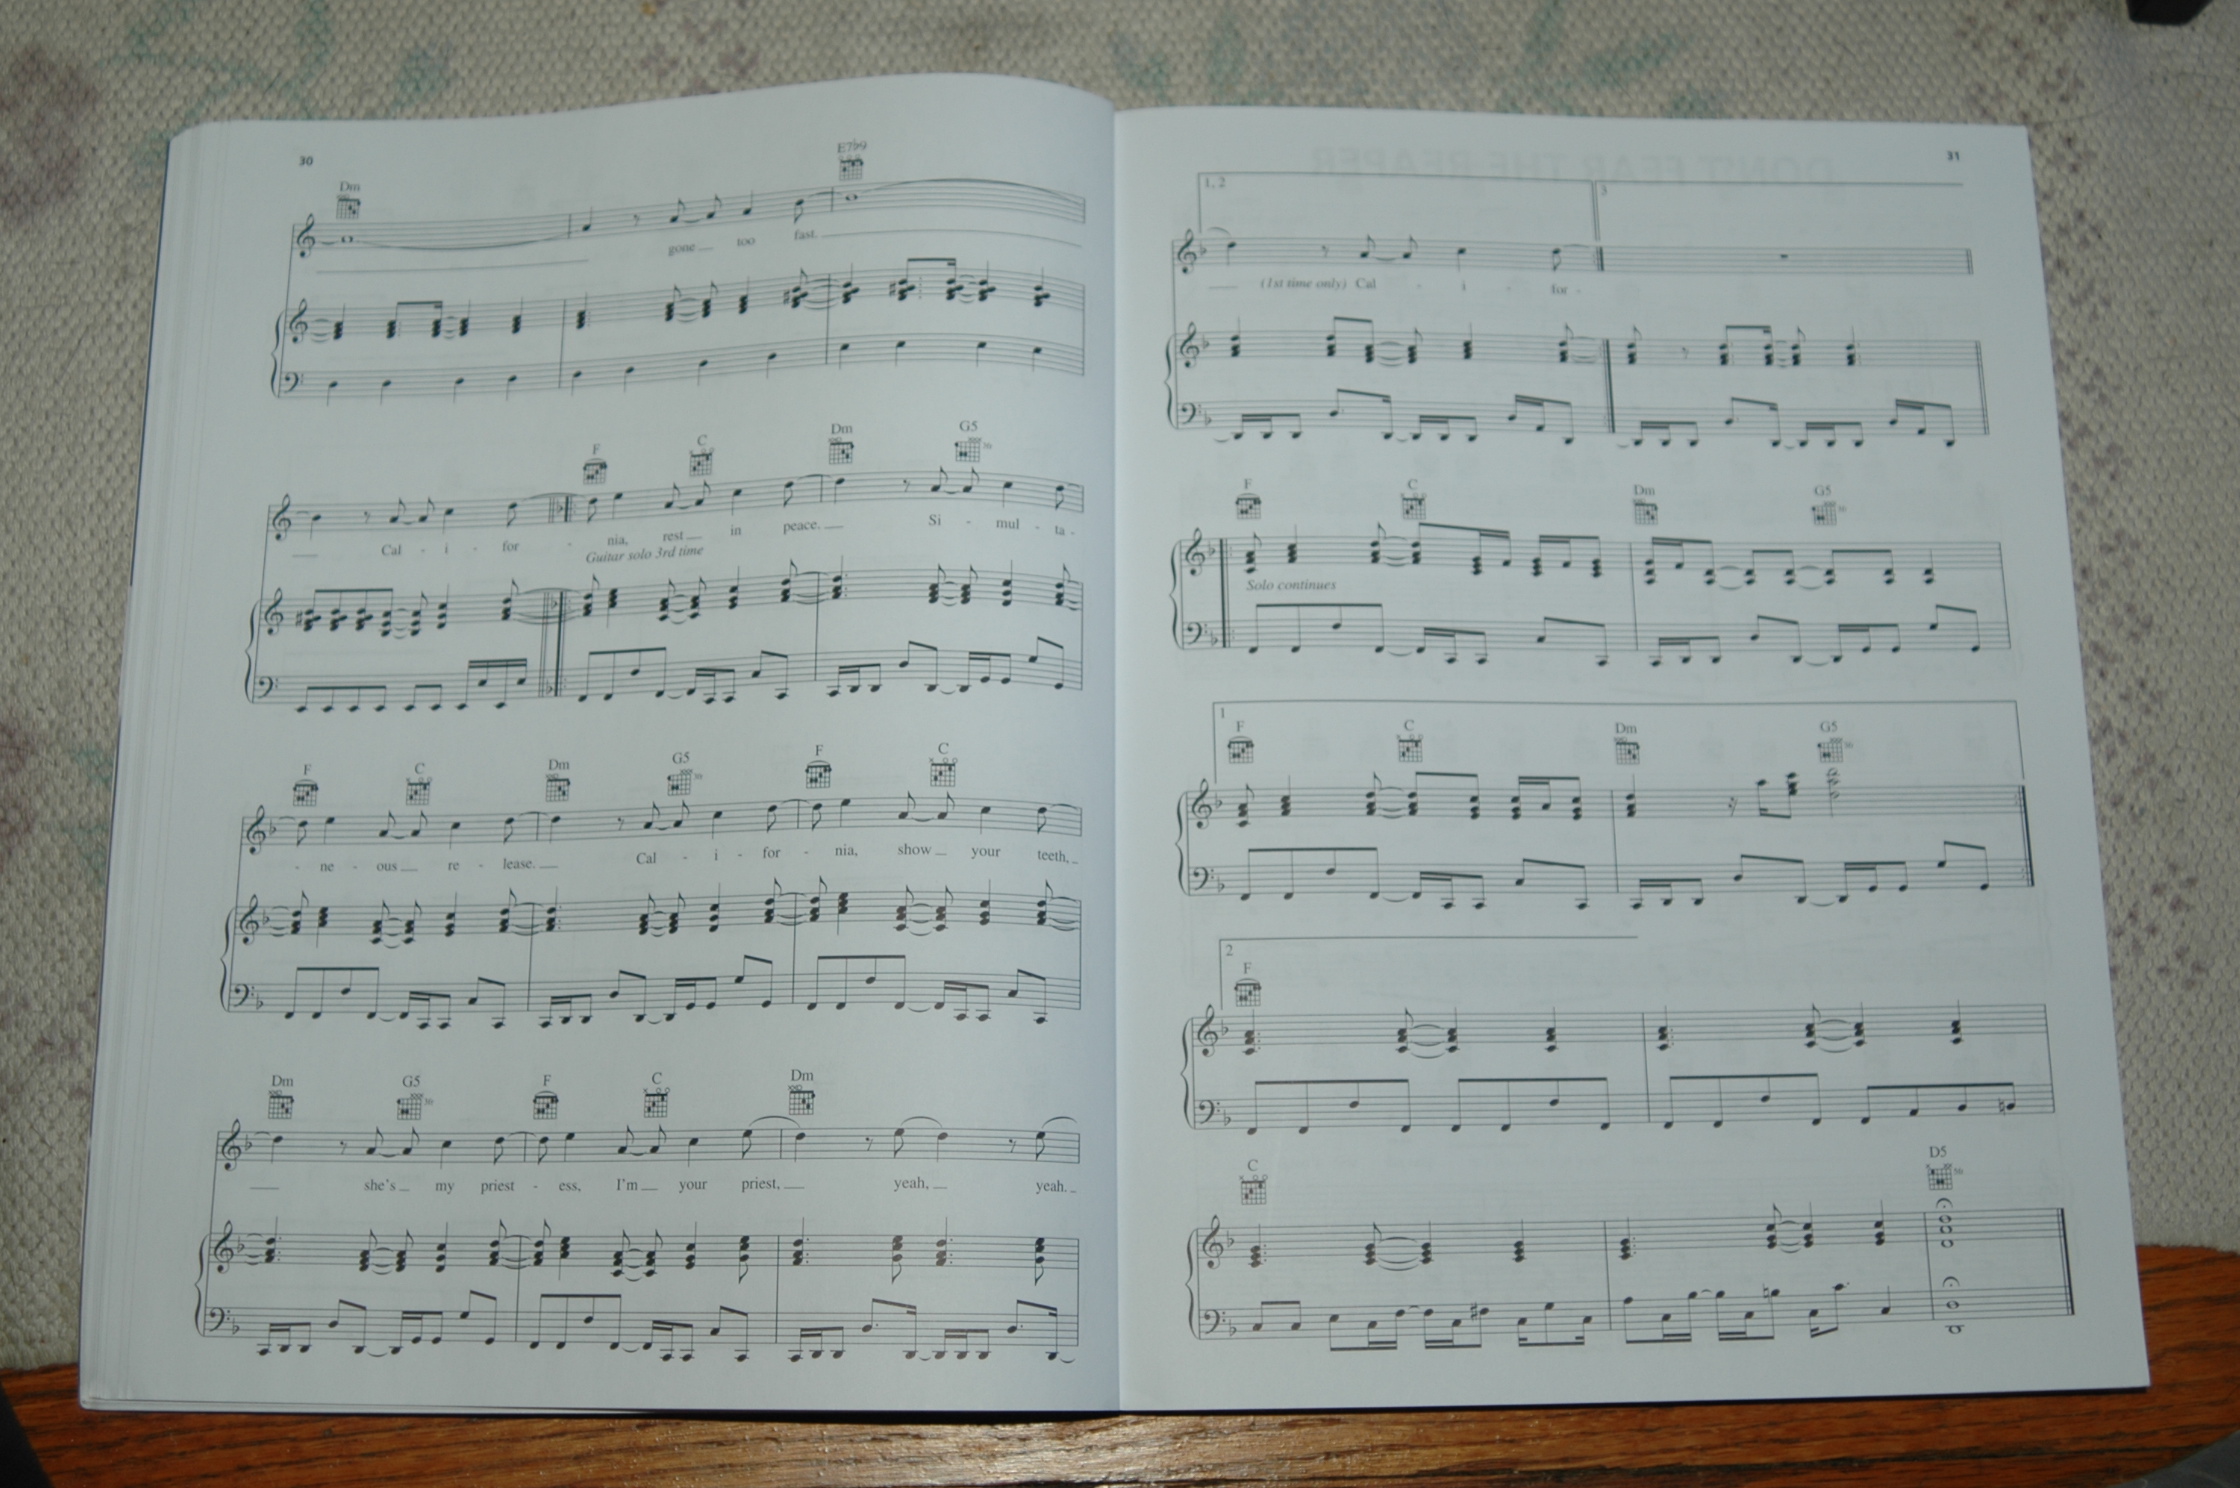 30
Dm E7♭9
gone too fast
F C Dm G5
Cal - i - for - nia, rest in peace. Si - mul - ta -
Guitar solo 3rd time
F C Dm G5 F C
- ne - ous re - lease. Cal - i - for - nia, show your teeth.
Dm G5 F C Dm
she's my priest - ess, I'm your priest, yeah, yeah.
31
1, 2 3
(1st time only) Cal - i - for -
F C Dm G5
Solo continues
1
F C Dm G5
2
F
C D5